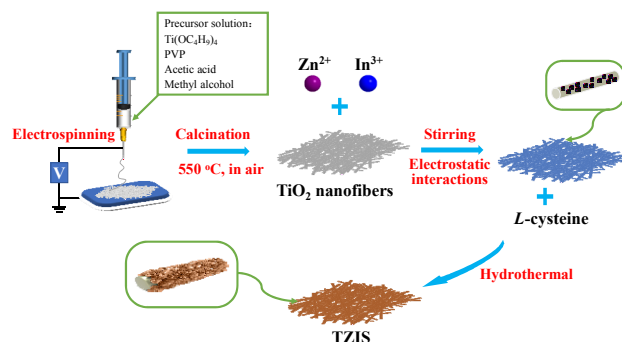 Precursor solution:
Ti(OC4H9)4
PVP
Acetic acid
Methyl alcohol
Zn2+ In3+
Electrospinning
V
Calcination
550 oC, in air
TiO2 nanofibers
Stirring
Electrostatic
interactions
L-cysteine
Hydrothermal
TZIS